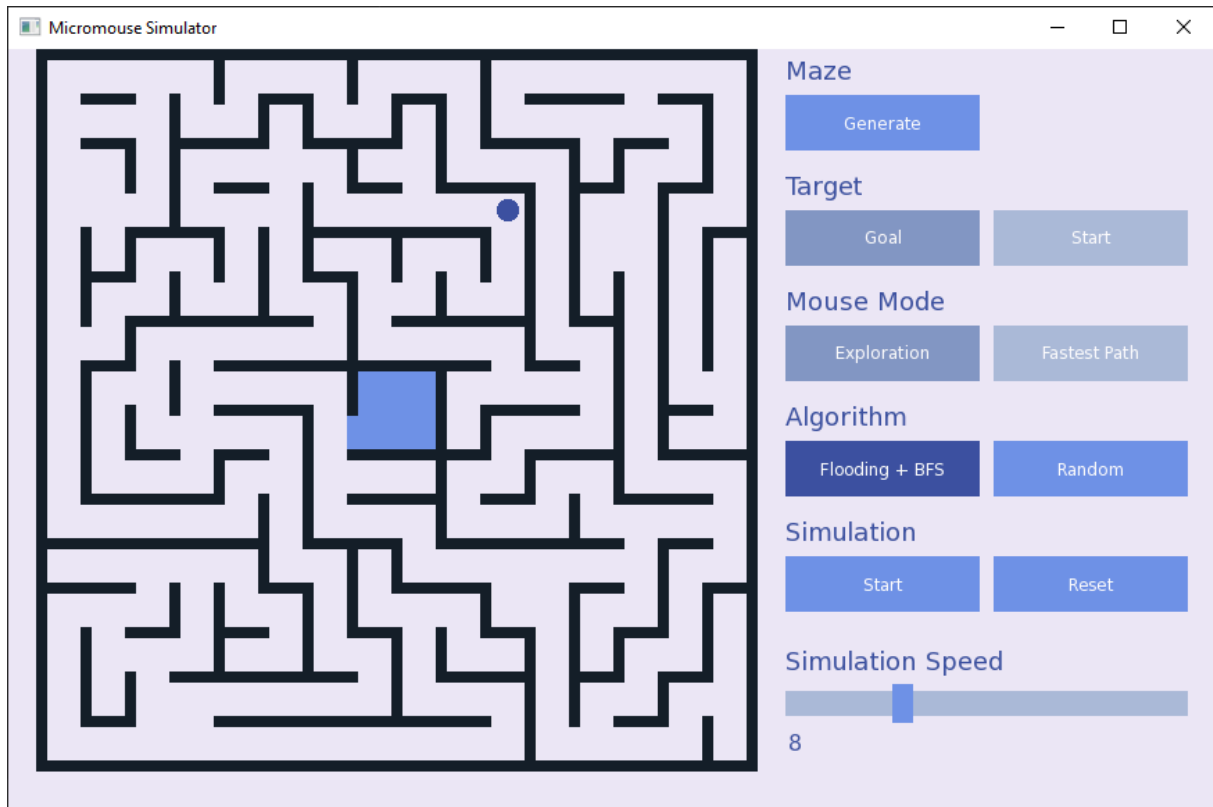 Micromouse Simulator
Maze
Generate
Target
Goal Start
Mouse Mode
Exploration Fastest Path
Algorithm
Flooding + BFS Random
Simulation
Start Reset
Simulation Speed
8